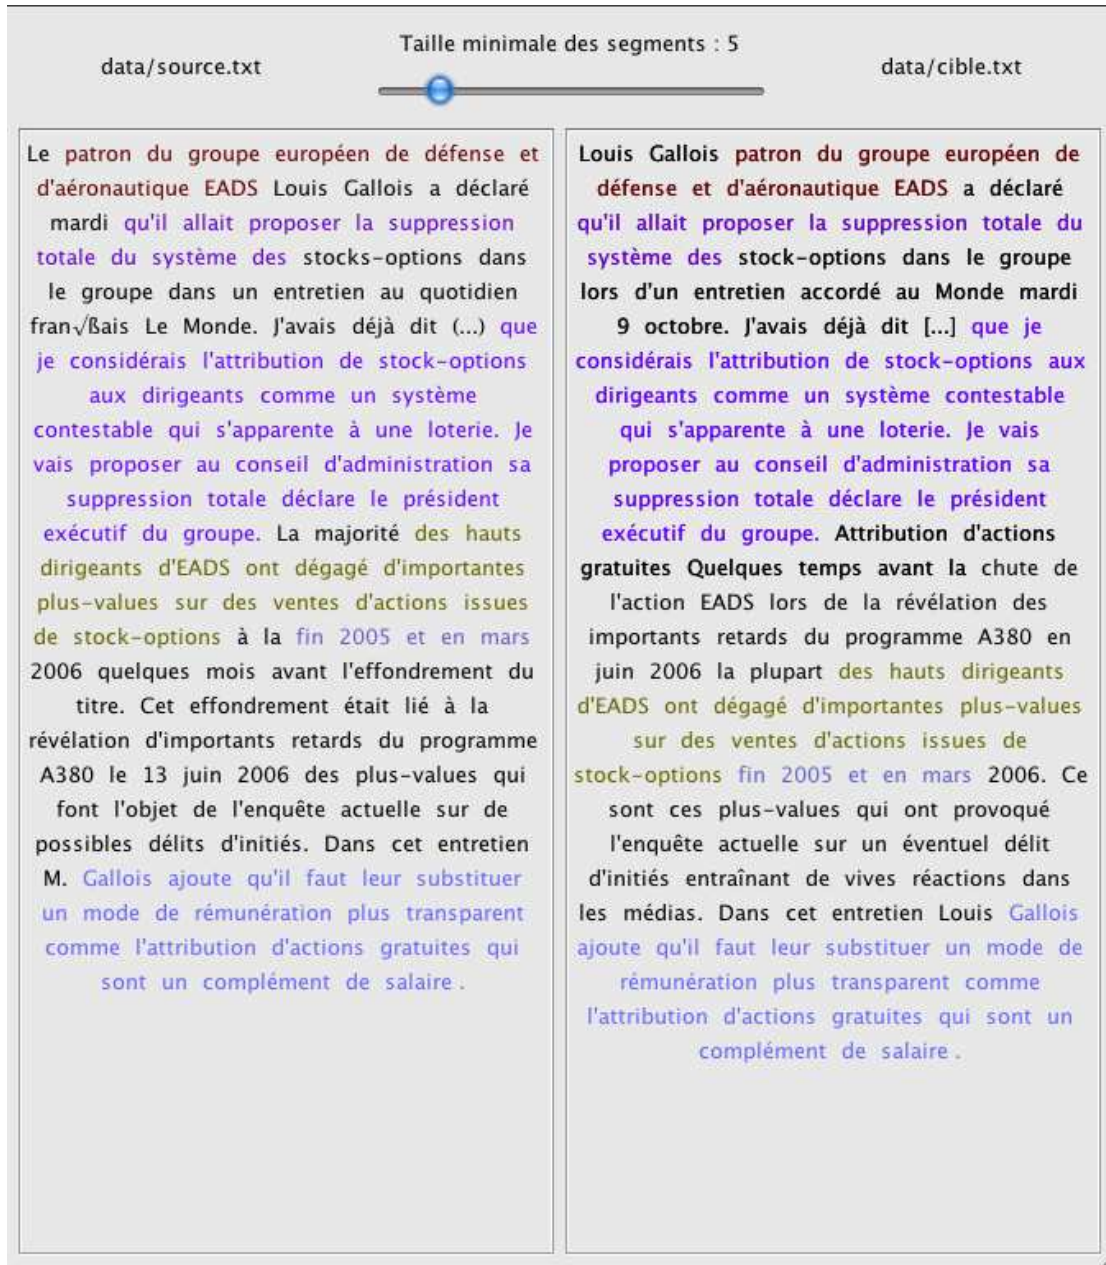 Taille minimale des segments : 5
data/source.txt
data/cible.txt
Le patron du groupe européen de défense et
d'aéronautique EADS Louis Gallois a déclaré
mardi qu'il allait proposer la suppression
totale du système des stocks-options dans
le groupe dans un entretien au quotidien
fran√ßais Le Monde. J'avais déjà dit (...) que
je considérais l'attribution de stock-options
aux dirigeants comme un système
contestable qui s'apparente à une loterie. Je
vais proposer au conseil d'administration sa
suppression totale déclare le président
exécutif du groupe. La majorité des hauts
dirigeants d'EADS ont dégagé d'importantes
plus-values sur des ventes d'actions issues
de stock-options à la fin 2005 et en mars
2006 quelques mois avant l'effondrement du
titre. Cet effondrement était lié à la
révélation d'importants retards du programme
A380 le 13 juin 2006 des plus-values qui
font l'objet de l'enquête actuelle sur de
possibles délits d'initiés. Dans cet entretien
M. Gallois ajoute qu'il faut leur substituer
un mode de rémunération plus transparent
comme l'attribution d'actions gratuites qui
sont un complément de salaire .
Louis Gallois patron du groupe européen de
défense et d'aéronautique EADS a déclaré
qu'il allait proposer la suppression totale du
système des stock-options dans le groupe
lors d'un entretien accordé au Monde mardi
9 octobre. J'avais déjà dit [...] que je
considérais l'attribution de stock-options aux
dirigeants comme un système contestable
qui s'apparente à une loterie. Je vais
proposer au conseil d'administration sa
suppression totale déclare le président
exécutif du groupe. Attribution d'actions
gratuites Quelques temps avant la chute de
l'action EADS lors de la révélation des
importants retards du programme A380 en
juin 2006 la plupart des hauts dirigeants
d'EADS ont dégagé d'importantes plus-values
sur des ventes d'actions issues de
stock-options fin 2005 et en mars 2006. Ce
sont ces plus-values qui ont provoqué
l'enquête actuelle sur un éventuel délit
d'initiés entraînant de vives réactions dans
les médias. Dans cet entretien Louis Gallois
ajoute qu'il faut leur substituer un mode de
rémunération plus transparent comme
l'attribution d'actions gratuites qui sont un
complément de salaire .